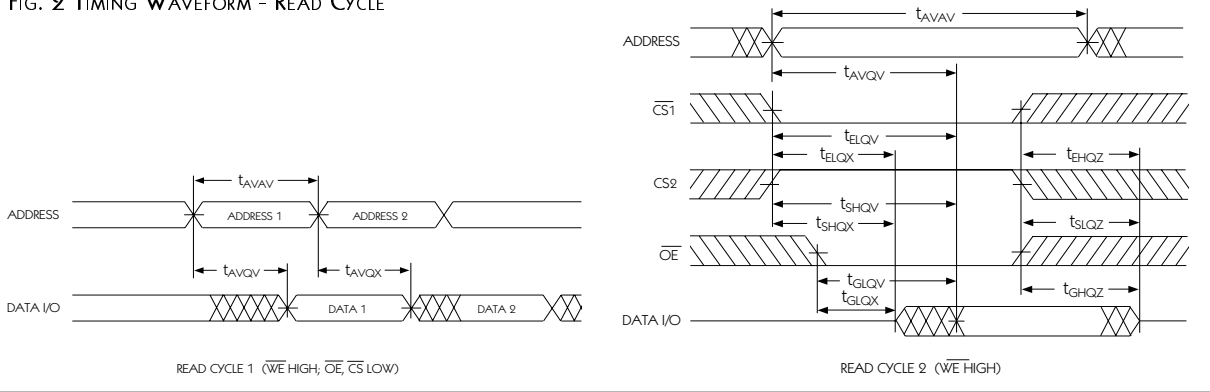 FIG. 2 TIMING WAVEFORM - READ CYCLE
tAVAV
ADDRESS
ADDRESS 1
ADDRESS 2
tAVQV
tAVQX
DATA I/O
DATA 1
DATA 2
READ CYCLE 1 (WE HIGH; OE, CS LOW)
tAVAV
ADDRESS
tAVQV
CS1
tELQV
tELQX
tEHQZ
CS2
tSHQV
tSHQX
tSLQZ
OE
tGLQV
tGLQX
tGHQZ
DATA I/O
READ CYCLE 2 (WE HIGH)